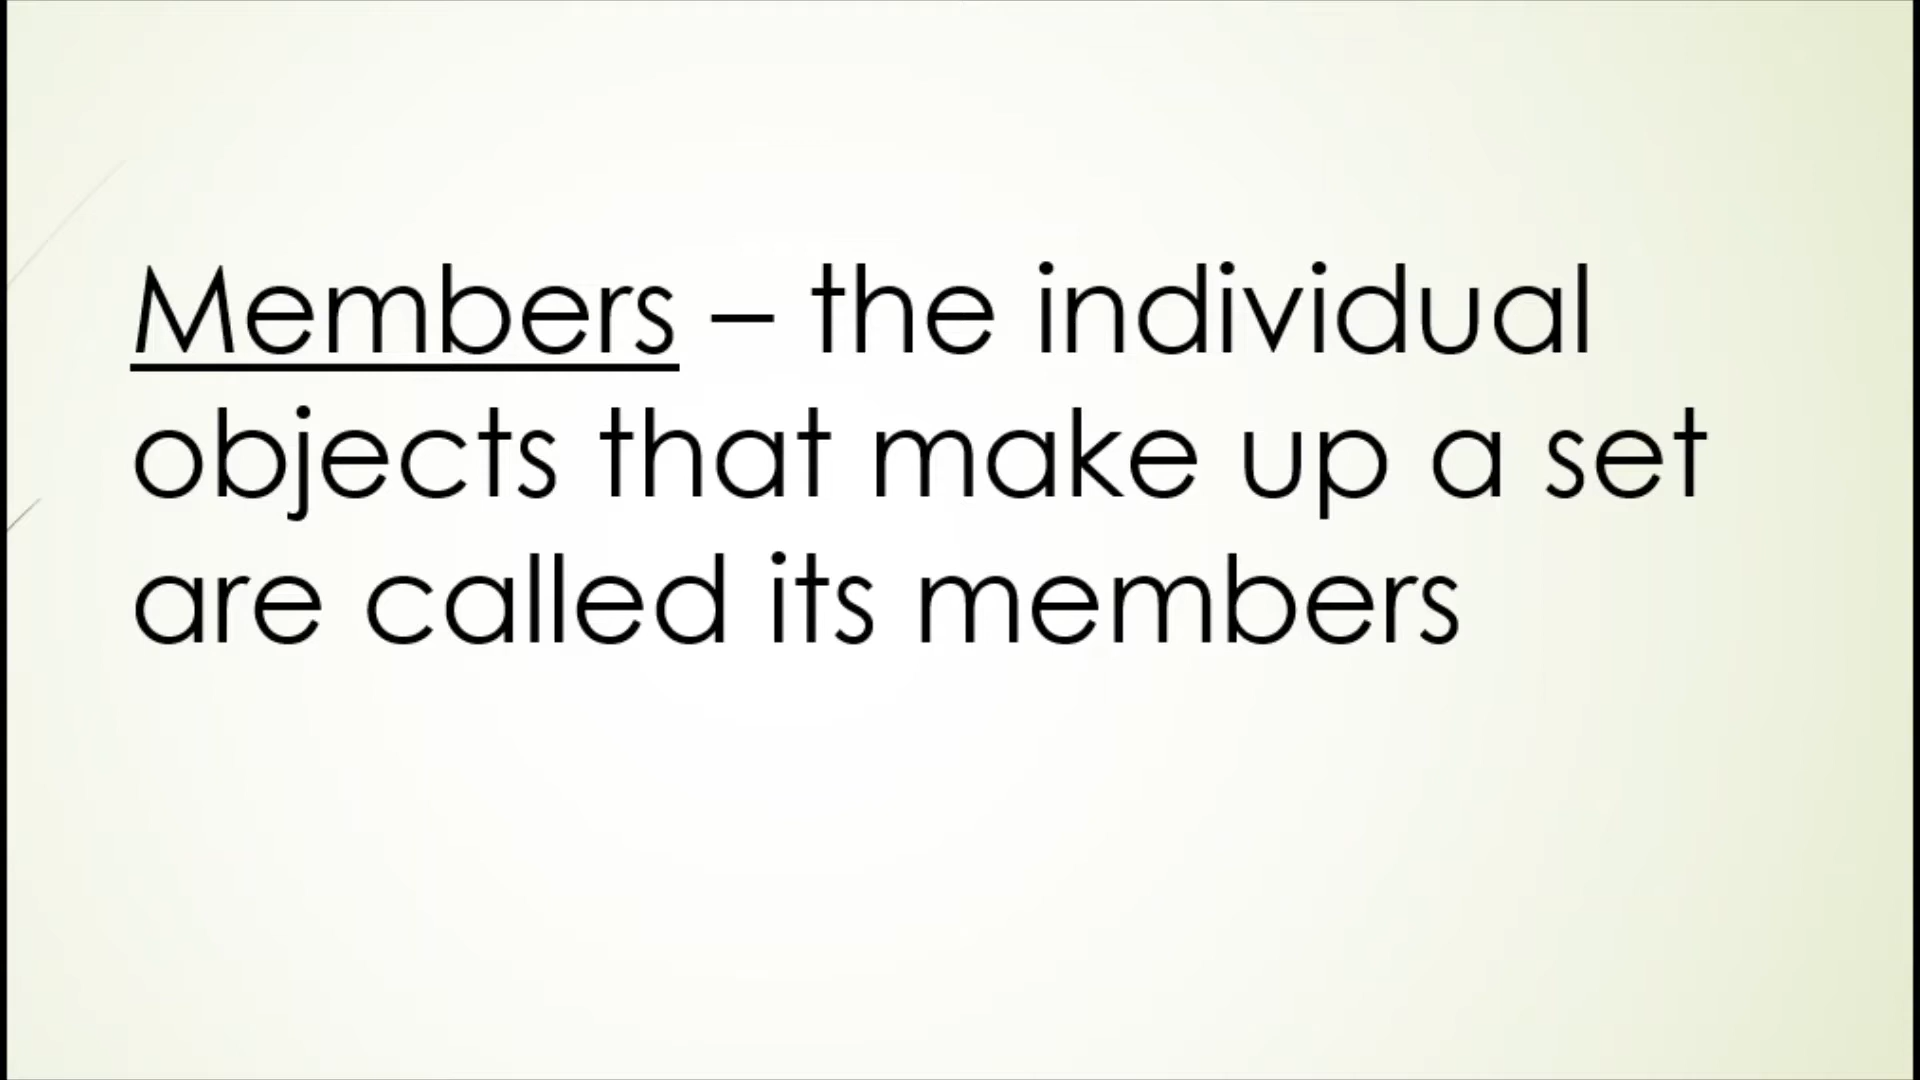 Members – the individual
objects that make up a set
are called its members